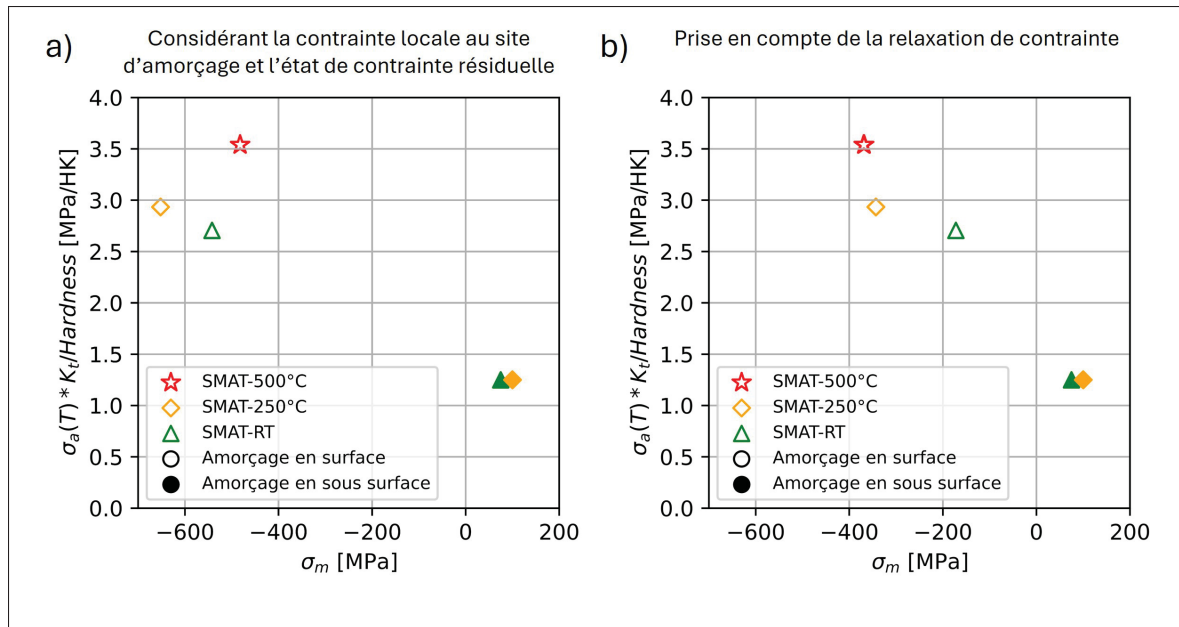 a)
Considérant la contrainte locale au site
d’amorçage et l’état de contrainte résiduelle
4.0
3.5
3.0
2.5
2.0
1.5
1.0
0.5
0.0
σₐ(T) * Kₜ/Hardness [MPa/HK]
SMAT-500°C
SMAT-250°C
SMAT-RT
Amorçage en surface
Amorçage en sous surface
−600
−400
−200
0
200
σₘ [MPa]
b)
Prise en compte de la relaxation de contrainte
4.0
3.5
3.0
2.5
2.0
1.5
1.0
0.5
0.0
σₐ(T) * Kₜ/Hardness [MPa/HK]
SMAT-500°C
SMAT-250°C
SMAT-RT
Amorçage en surface
Amorçage en sous surface
−600
−400
−200
0
200
σₘ [MPa]